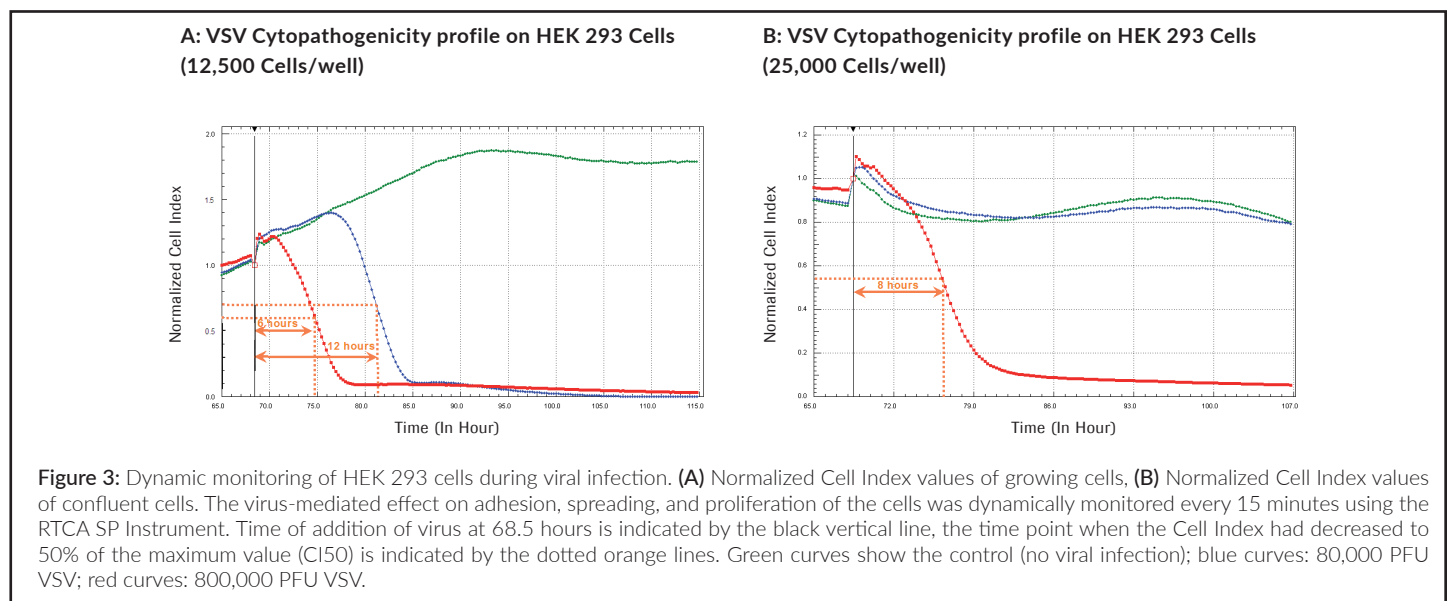 A: VSV Cytopathogenicity profile on HEK 293 Cells
(12,500 Cells/well)
2.0
1.5
1.0
0.5
0.0
Normalized Cell Index
6 hours
12 hours
65.0 70.0 75.0 80.0 85.0 90.0 95.0 100.0 105.0 110.0 115.0
Time (In Hour)
B: VSV Cytopathogenicity profile on HEK 293 Cells
(25,000 Cells/well)
1.2
1.0
0.8
0.6
0.4
0.2
0.0
Normalized Cell Index
8 hours
65.0 72.0 79.0 86.0 93.0 100.0 107.0
Time (In Hour)
Figure 3: Dynamic monitoring of HEK 293 cells during viral infection. (A) Normalized Cell Index values of growing cells, (B) Normalized Cell Index values
of confluent cells. The virus-mediated effect on adhesion, spreading, and proliferation of the cells was dynamically monitored every 15 minutes using the
RTCA SP Instrument. Time of addition of virus at 68.5 hours is indicated by the black vertical line, the time point when the Cell Index had decreased to
50% of the maximum value (CI50) is indicated by the dotted orange lines. Green curves show the control (no viral infection); blue curves: 80,000 PFU
VSV; red curves: 800,000 PFU VSV.